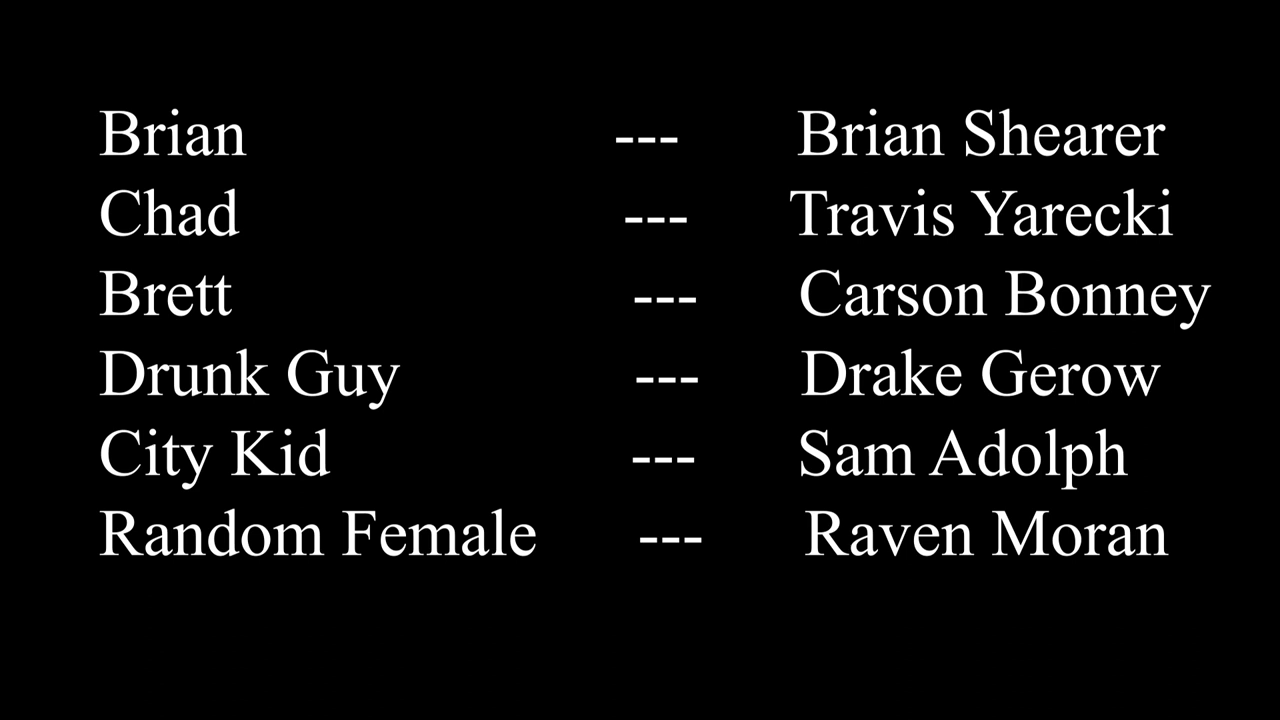 Brian --- Brian Shearer
Chad --- Travis Yarecki
Brett --- Carson Bonney
Drunk Guy --- Drake Gerow
City Kid --- Sam Adolph
Random Female --- Raven Moran